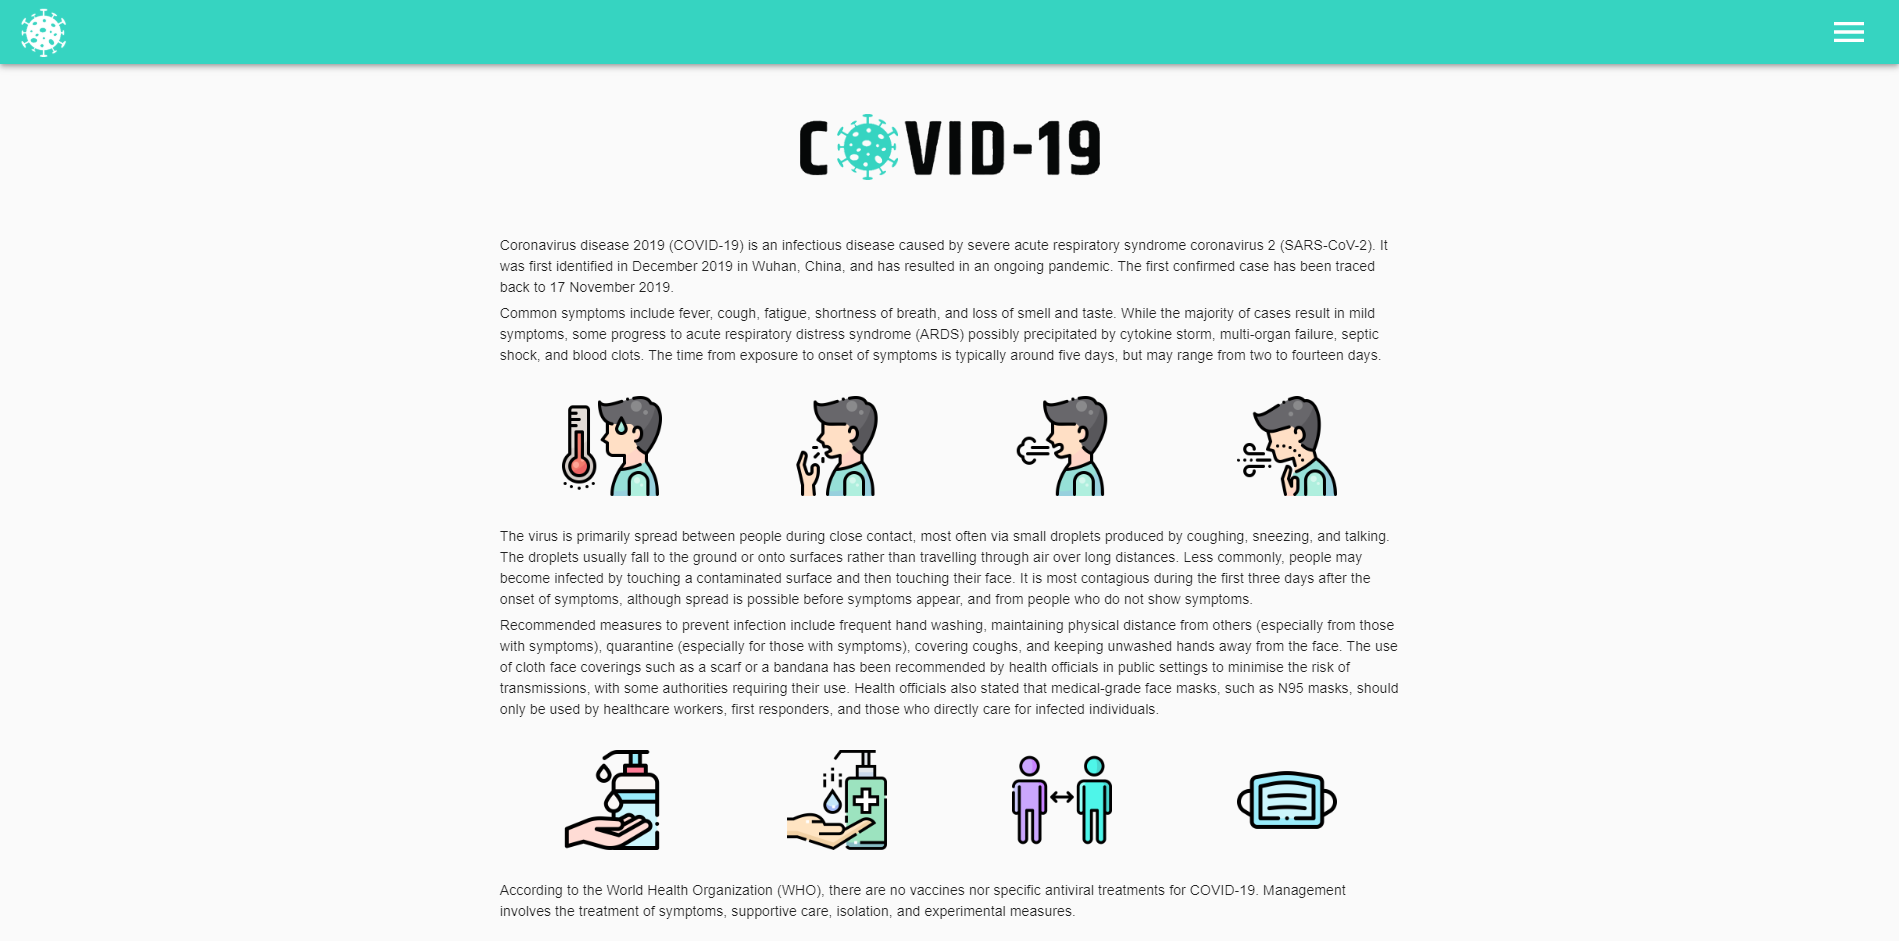 COVID-19
Coronavirus disease 2019 (COVID-19) is an infectious disease caused by severe acute respiratory syndrome coronavirus 2 (SARS-CoV-2). It
was first identified in December 2019 in Wuhan, China, and has resulted in an ongoing pandemic. The first confirmed case has been traced
back to 17 November 2019.
Common symptoms include fever, cough, fatigue, shortness of breath, and loss of smell and taste. While the majority of cases result in mild
symptoms, some progress to acute respiratory distress syndrome (ARDS) possibly precipitated by cytokine storm, multi-organ failure, septic
shock, and blood clots. The time from exposure to onset of symptoms is typically around five days, but may range from two to fourteen days.
The virus is primarily spread between people during close contact, most often via small droplets produced by coughing, sneezing, and talking.
The droplets usually fall to the ground or onto surfaces rather than travelling through air over long distances. Less commonly, people may
become infected by touching a contaminated surface and then touching their face. It is most contagious during the first three days after the
onset of symptoms, although spread is possible before symptoms appear, and from people who do not show symptoms.
Recommended measures to prevent infection include frequent hand washing, maintaining physical distance from others (especially from those
with symptoms), quarantine (especially for those with symptoms), covering coughs, and keeping unwashed hands away from the face. The use
of cloth face coverings such as a scarf or a bandana has been recommended by health officials in public settings to minimise the risk of
transmissions, with some authorities requiring their use. Health officials also stated that medical-grade face masks, such as N95 masks, should
only be used by healthcare workers, first responders, and those who directly care for infected individuals.
According to the World Health Organization (WHO), there are no vaccines nor specific antiviral treatments for COVID-19. Management
involves the treatment of symptoms, supportive care, isolation, and experimental measures.